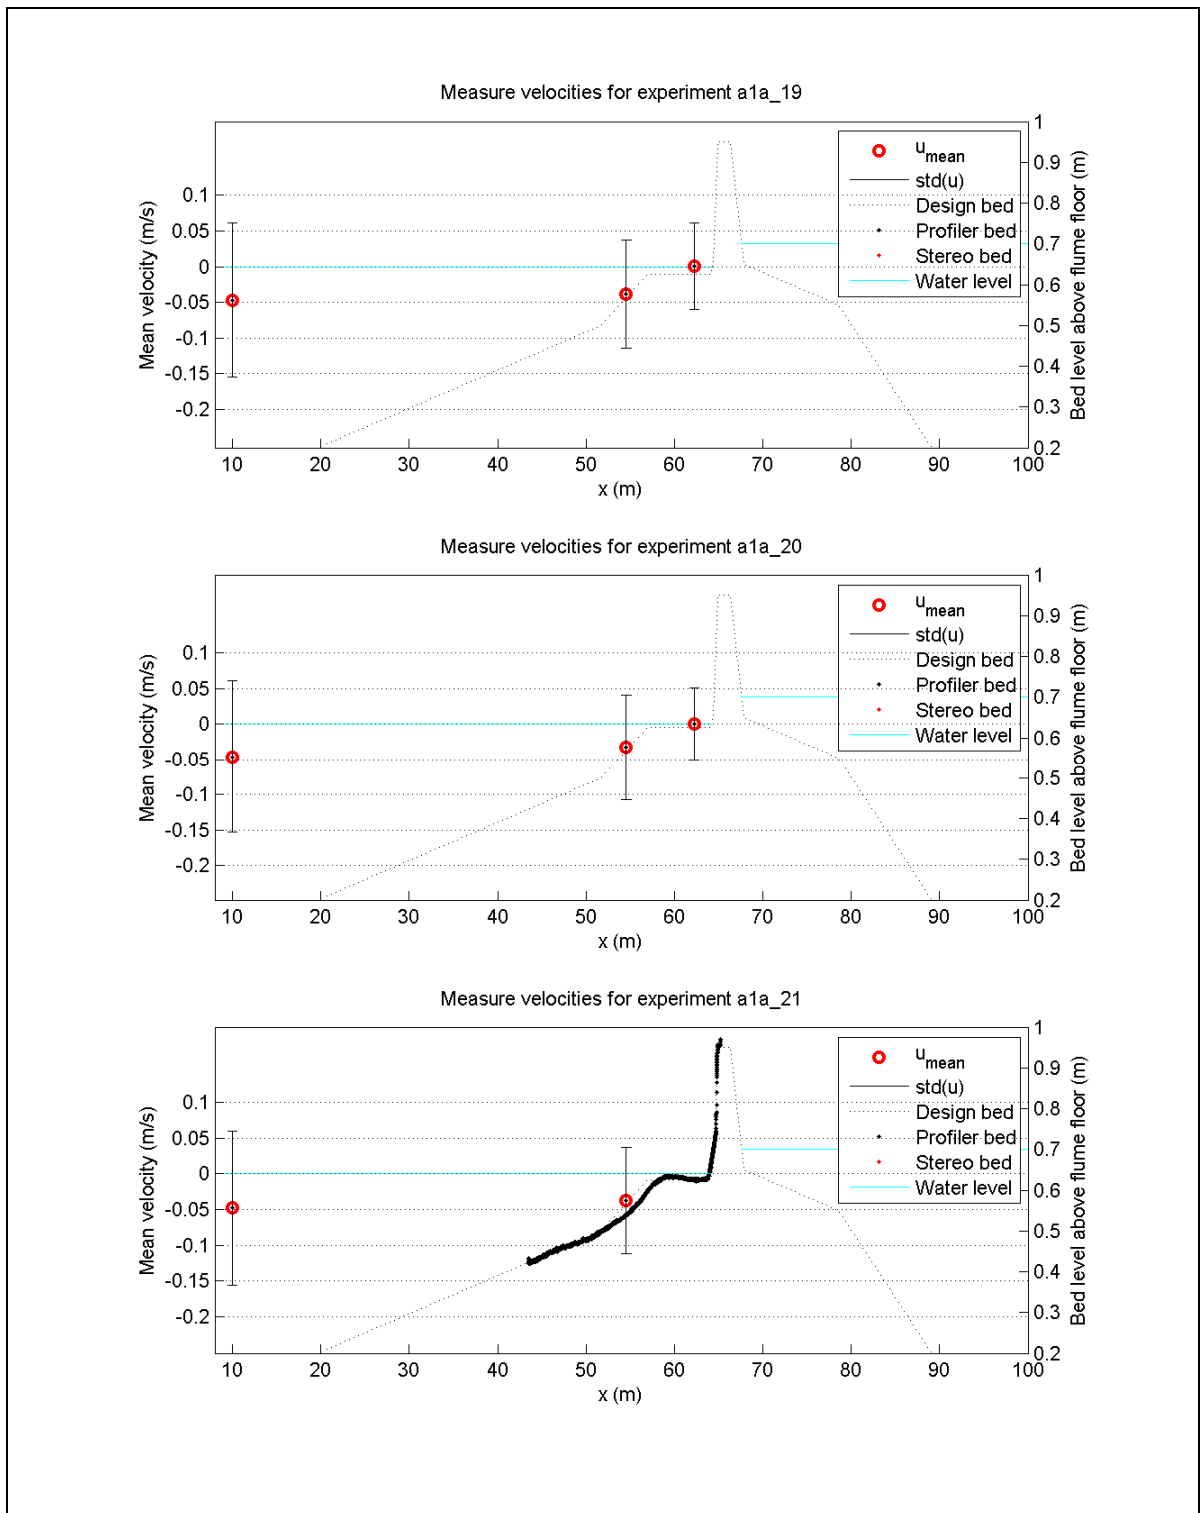 Measure velocities for experiment a1a_19
Mean velocity (m/s)
0.1
0.05
0
-0.05
-0.1
-0.15
-0.2
10 20 30 40 50 60 70 80 90 100
x (m)
1
0.9
0.8
0.7
0.6
0.5
0.4
0.3
0.2
Bed level above flume floor (m)
u_mean
std(u)
Design bed
Profiler bed
Stereo bed
Water level
Measure velocities for experiment a1a_20
Mean velocity (m/s)
0.1
0.05
0
-0.05
-0.1
-0.15
-0.2
10 20 30 40 50 60 70 80 90 100
x (m)
1
0.9
0.8
0.7
0.6
0.5
0.4
0.3
0.2
Bed level above flume floor (m)
u_mean
std(u)
Design bed
Profiler bed
Stereo bed
Water level
Measure velocities for experiment a1a_21
Mean velocity (m/s)
0.1
0.05
0
-0.05
-0.1
-0.15
-0.2
10 20 30 40 50 60 70 80 90 100
x (m)
1
0.9
0.8
0.7
0.6
0.5
0.4
0.3
0.2
Bed level above flume floor (m)
u_mean
std(u)
Design bed
Profiler bed
Stereo bed
Water level